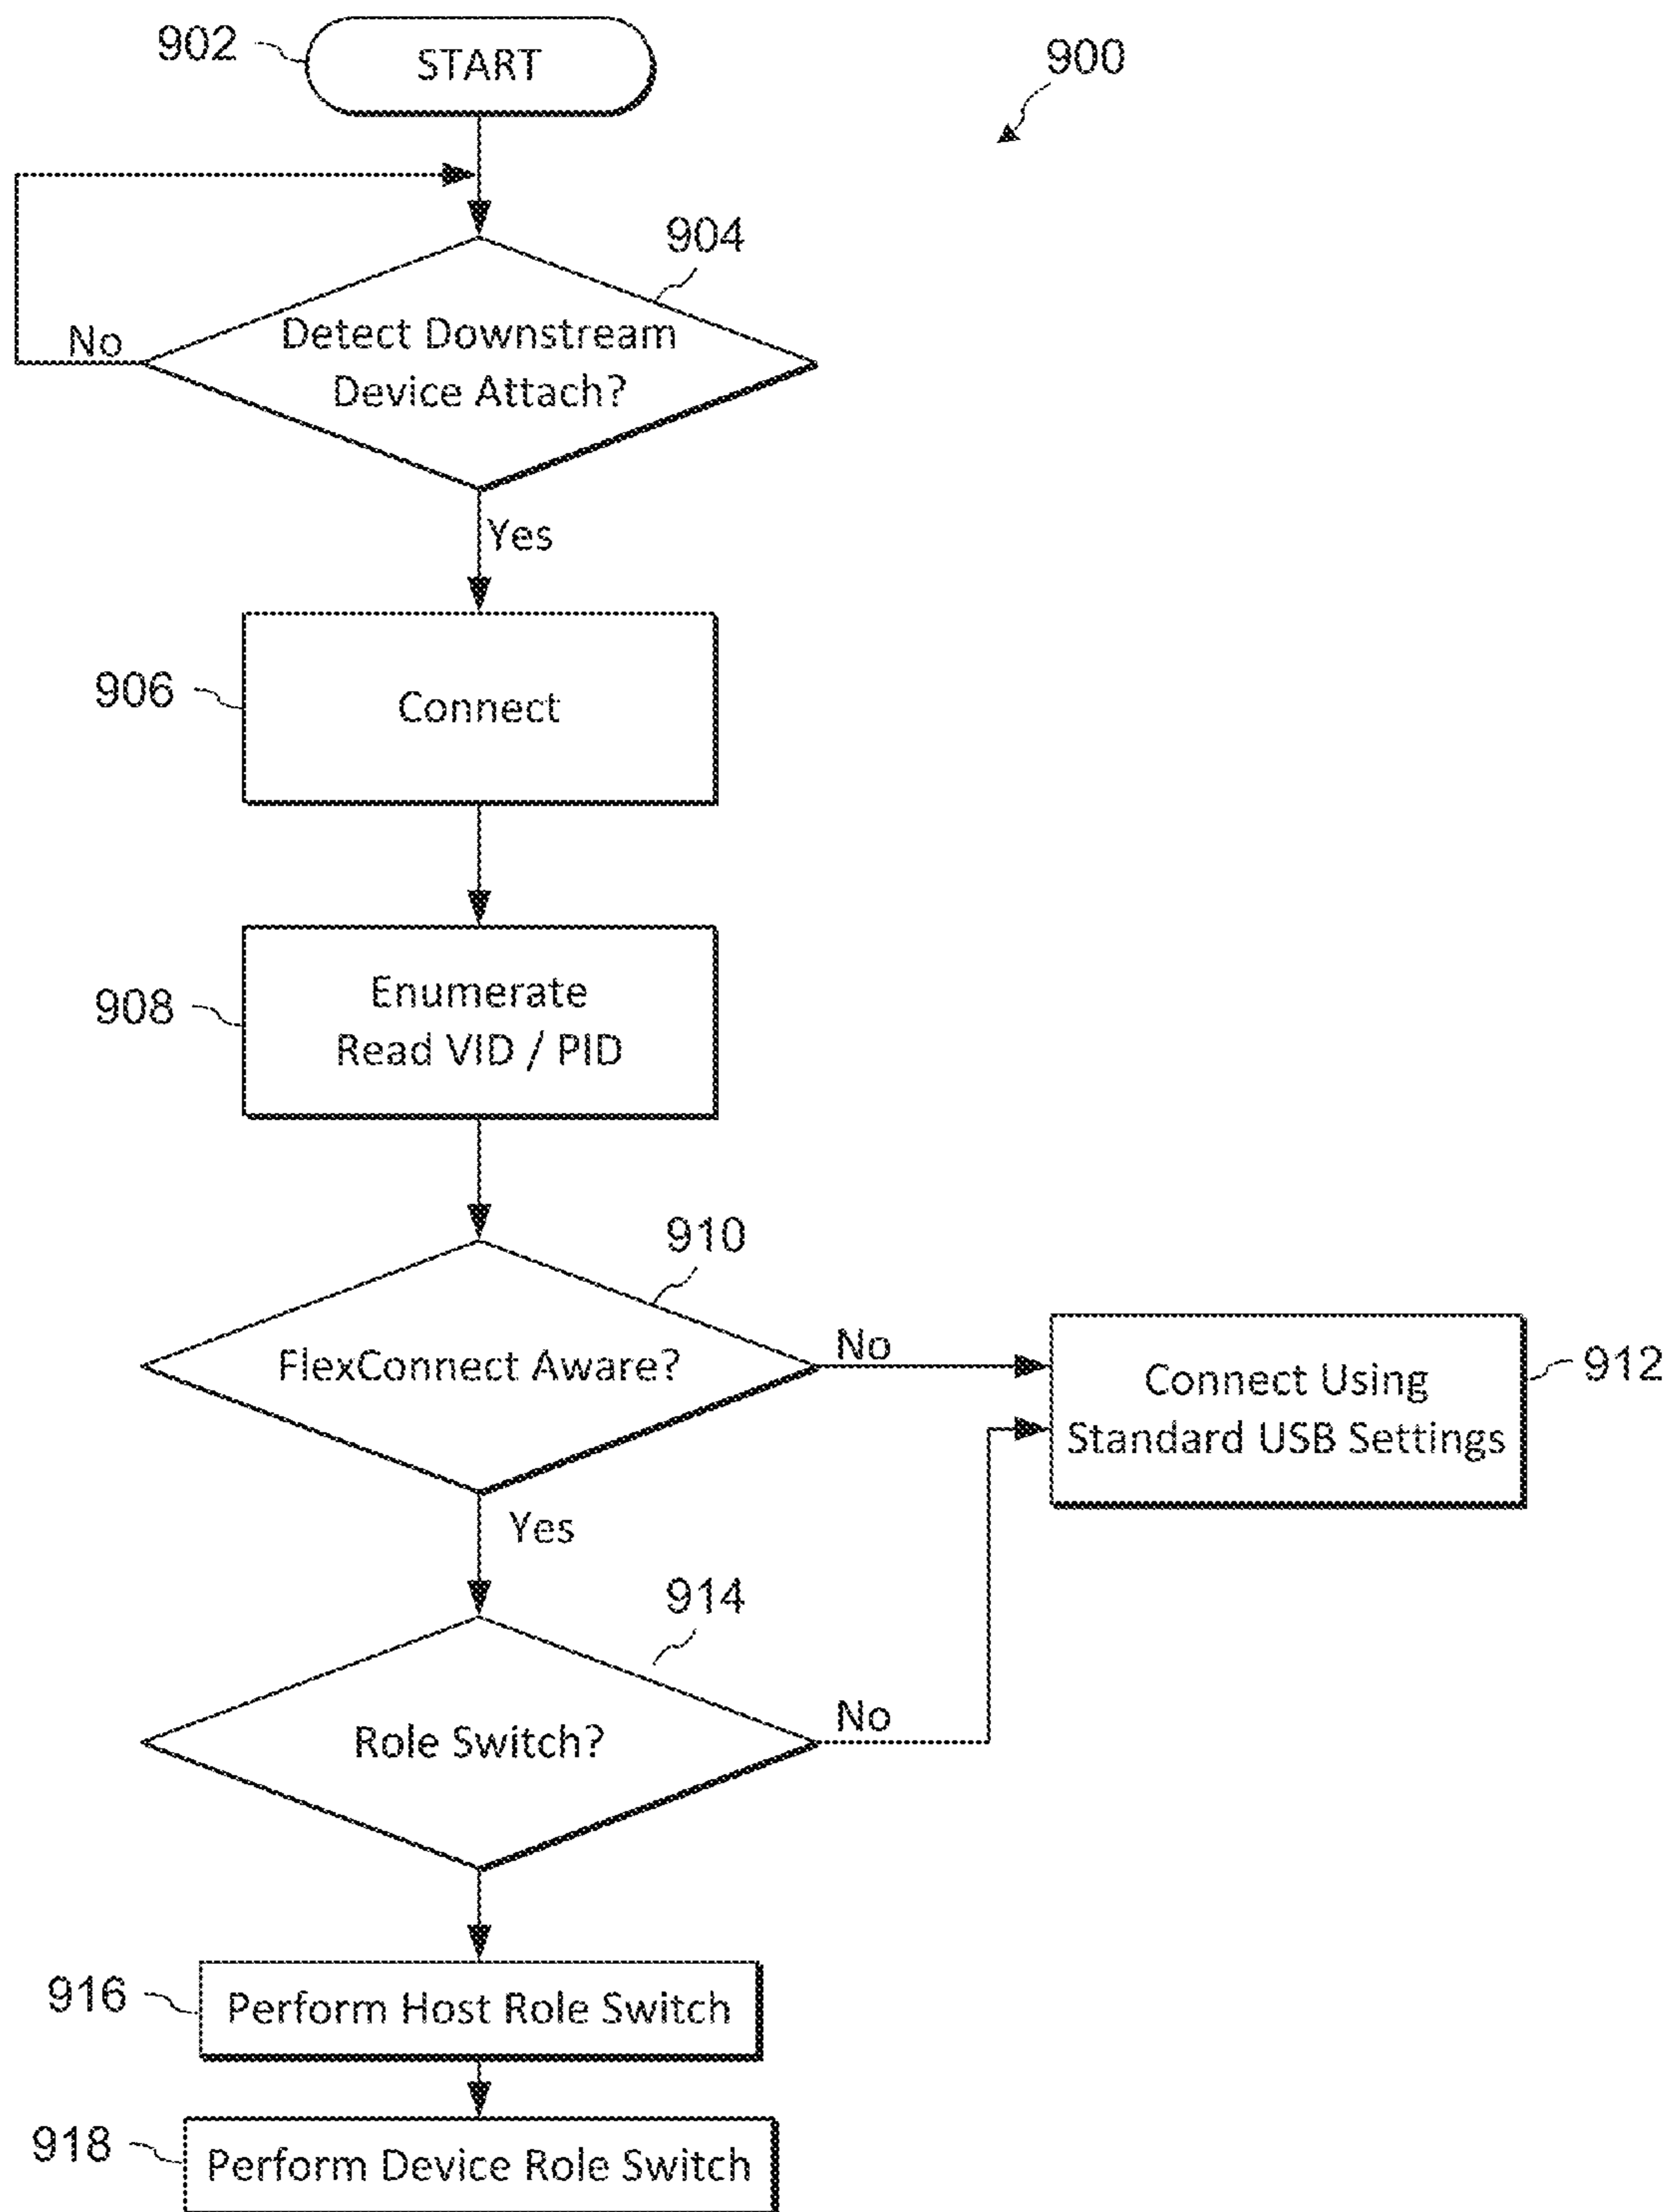 902
START
900
904
No
Detect Downstream
Device Attach?
Yes
906
Connect
908
Enumerate
Read VID / PID
910
FlexConnect Aware?
No
Connect Using
Standard USB Settings
912
Yes
914
Role Switch?
No
916
Perform Host Role Switch
918
Perform Device Role Switch